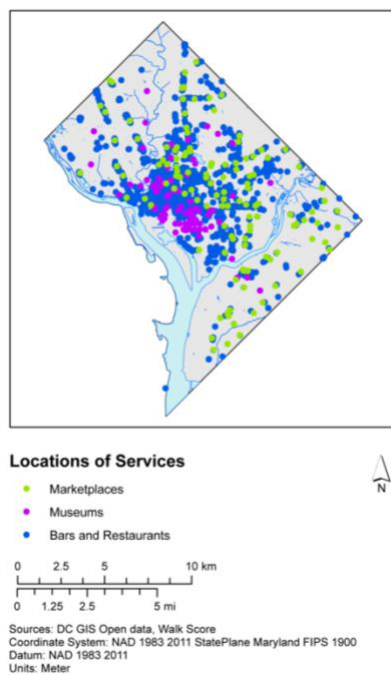 Locations of Services
N
Marketplaces
Museums
Bars and Restaurants
0 2.5 5 10 km
0 1.25 2.5 5 mi
Sources: DC GIS Open data, Walk Score
Coordinate System: NAD 1983 2011 StatePlane Maryland FIPS 1900
Datum: NAD 1983 2011
Units: Meter